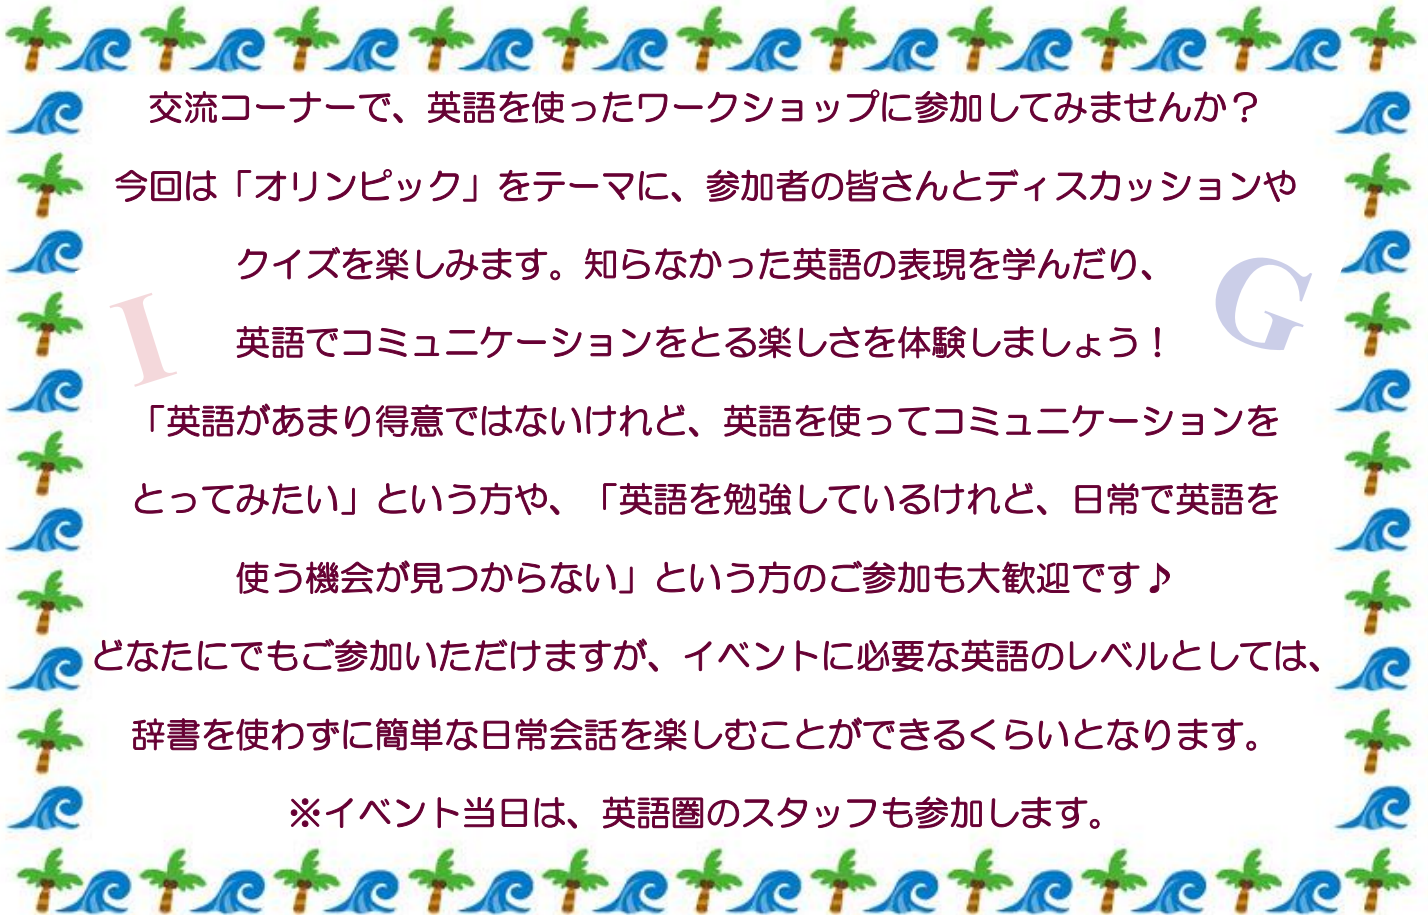 交流コーナーで、英語を使ったワークショップに参加してみませんか？
今回は「オリンピック」をテーマに、参加者の皆さんとディスカッションや
クイズを楽しみます。知らなかった英語の表現を学んだり、
I
G
英語でコミュニケーションをとる楽しさを体験しましょう！
「英語があまり得意ではないけれど、英語を使ってコミュニケーションを
とってみたい」という方や、「英語を勉強しているけれど、日常で英語を
使う機会が見つからない」という方のご参加も大歓迎です♪
どなたにでもご参加いただけますが、イベントに必要な英語のレベルとしては、
辞書を使わずに簡単な日常会話を楽しむことができるくらいとなります。
※イベント当日は、英語圏のスタッフも参加します。